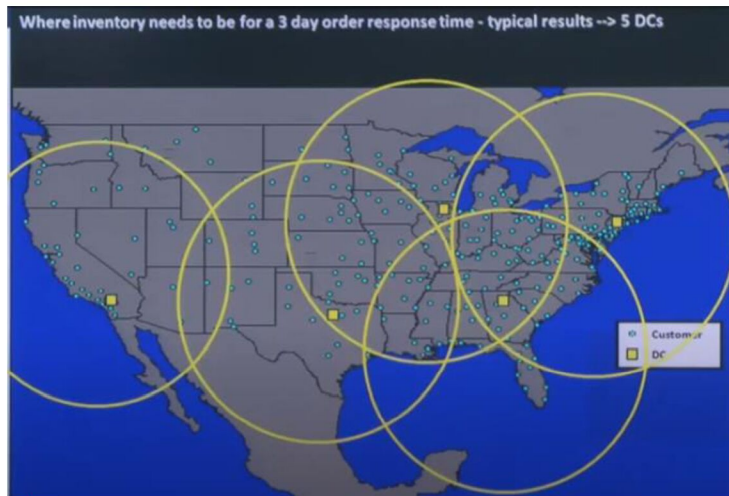 Where inventory needs to be for a 3 day order response time - typical results --> 5 DCs
Customer
DC